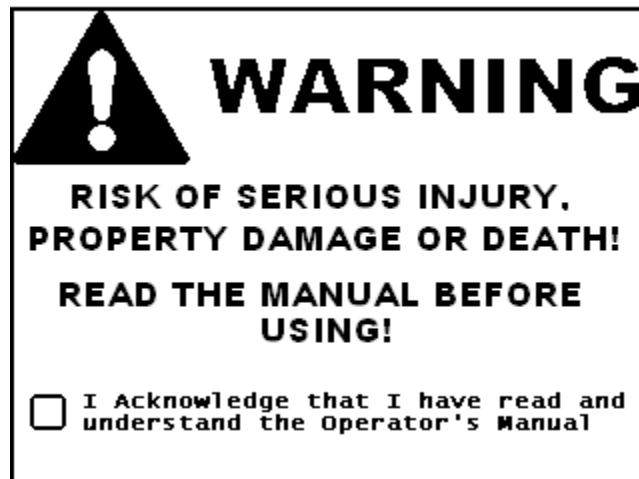 WARNING
RISK OF SERIOUS INJURY,
PROPERTY DAMAGE OR DEATH!
READ THE MANUAL BEFORE
USING!
I Acknowledge that I have read and
understand the Operator's Manual